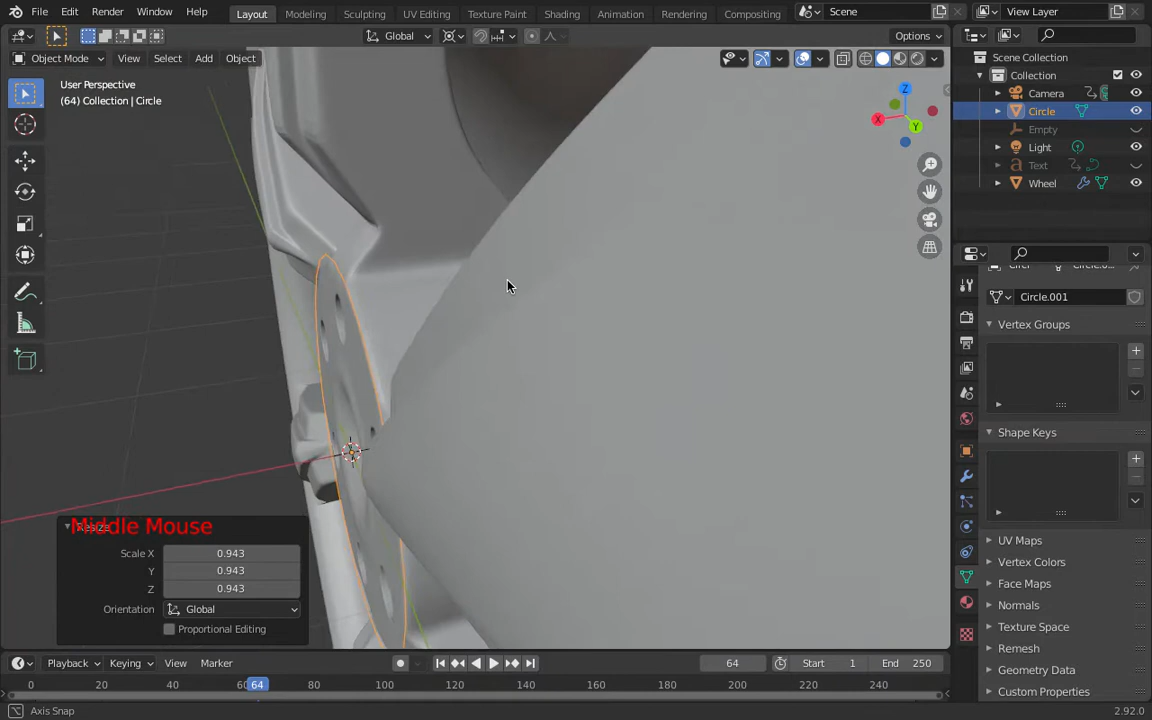 File Edit Render Window Help Layout Modeling Sculpting UV Editing Texture Paint Shading Animation Rendering Compositing Scene View Layer
Global Options
Object Mode View Select Add Object
User Perspective
(64) Collection | Circle
Z
X
Y
Scene Collection
Collection
Camera
Circle
Empty
Light
Text
Wheel
Circle.001
Vertex Groups
Shape Keys
UV Maps
Vertex Colors
Face Maps
Normals
Texture Space
Remesh
Geometry Data
Custom Properties
Middle Mouse
Scale X 0.943
Y 0.943
Z 0.943
Orientation Global
Proportional Editing
Playback Keying View Marker 64 Start 1 End 250
0 20 40 60 64 80 100 120 140 160 180 200 220 240
Axis Snap 2.92.0